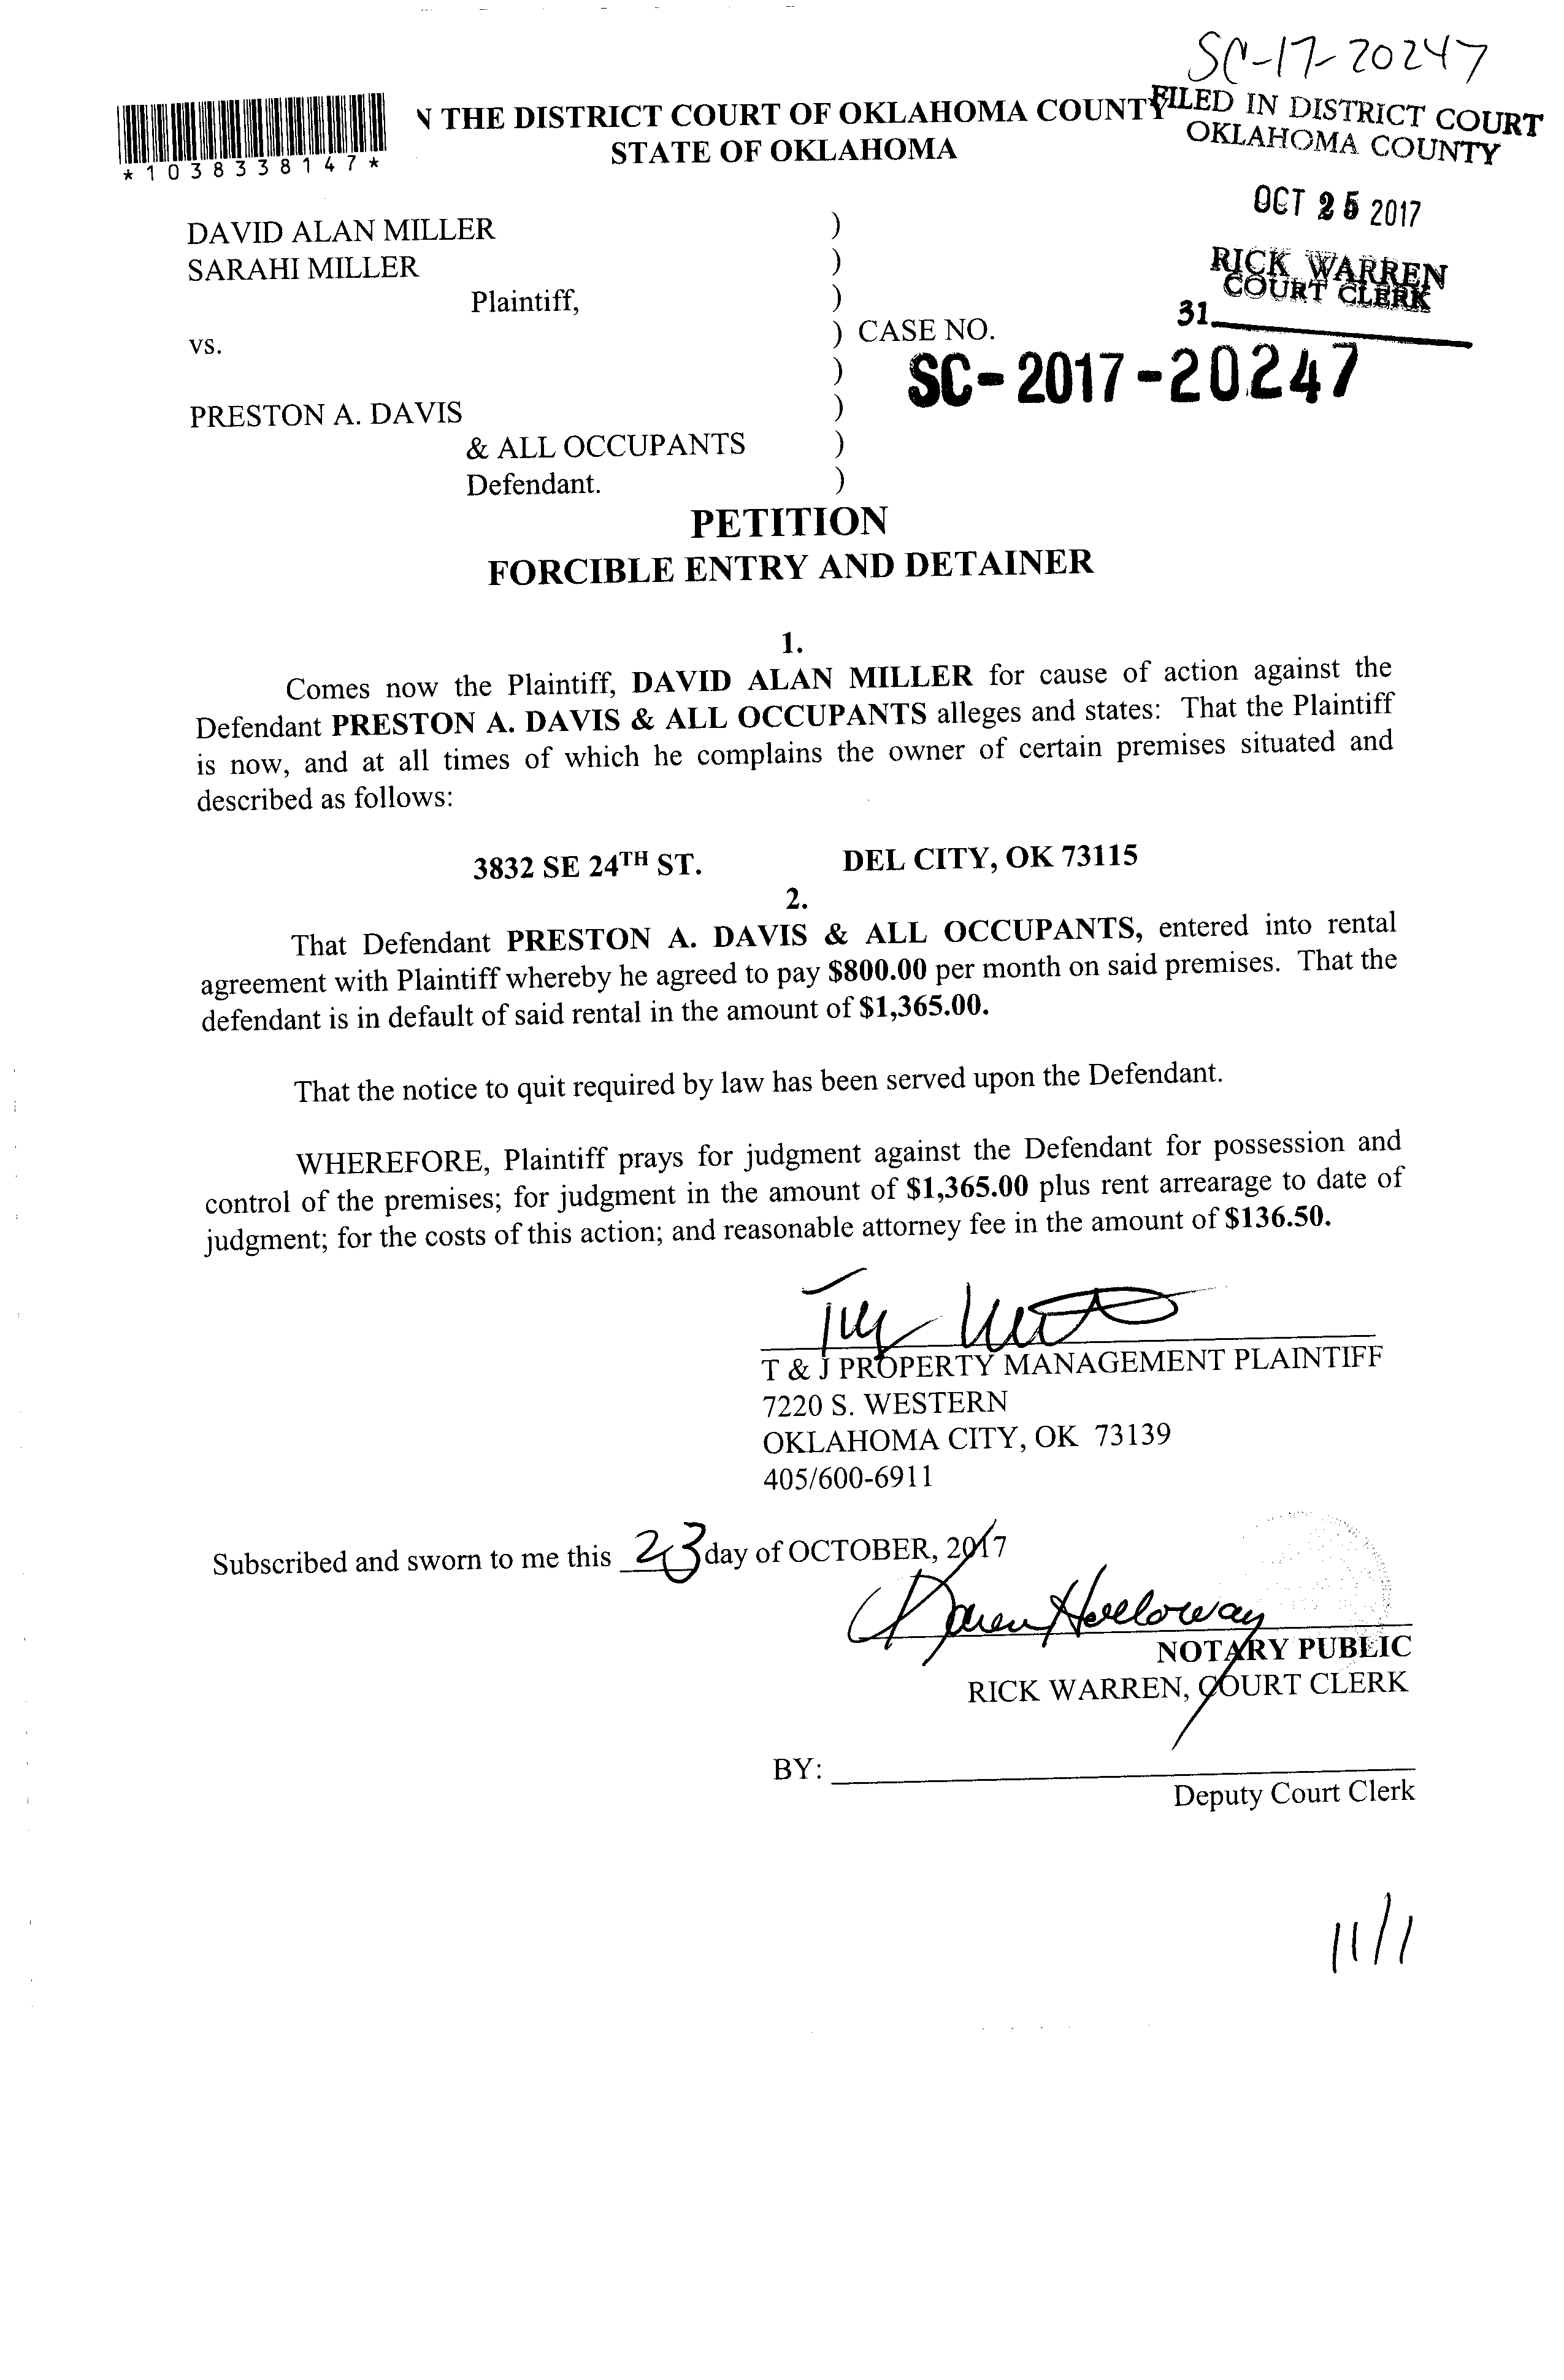 SC-17-20247
*1038338147*
N THE DISTRICT COURT OF OKLAHOMA COUNTY
STATE OF OKLAHOMA
FILED IN DISTRICT COURT
OKLAHOMA COUNTY
OCT 25 2017
RICK WARREN
COURT CLERK
31
DAVID ALAN MILLER )
SARAHI MILLER )
Plaintiff, )
vs. ) CASE NO.
)
SC-2017-20247
PRESTON A. DAVIS )
& ALL OCCUPANTS )
Defendant. )
PETITION
FORCIBLE ENTRY AND DETAINER
1.
Comes now the Plaintiff, DAVID ALAN MILLER for cause of action against the
Defendant PRESTON A. DAVIS & ALL OCCUPANTS alleges and states: That the Plaintiff
is now, and at all times of which he complains the owner of certain premises situated and
described as follows:
3832 SE 24TH ST. DEL CITY, OK 73115
2.
That Defendant PRESTON A. DAVIS & ALL OCCUPANTS, entered into rental
agreement with Plaintiff whereby he agreed to pay $800.00 per month on said premises. That the
defendant is in default of said rental in the amount of $1,365.00.
That the notice to quit required by law has been served upon the Defendant.
WHEREFORE, Plaintiff prays for judgment against the Defendant for possession and
control of the premises; for judgment in the amount of $1,365.00 plus rent arrearage to date of
judgment; for the costs of this action; and reasonable attorney fee in the amount of $136.50.
T & J PROPERTY MANAGEMENT PLAINTIFF
7220 S. WESTERN
OKLAHOMA CITY, OK 73139
405/600-6911
Subscribed and sworn to me this 23 day of OCTOBER, 2017
Karen Holloway
NOTARY PUBLIC
RICK WARREN, COURT CLERK
BY:
Deputy Court Clerk
11/1